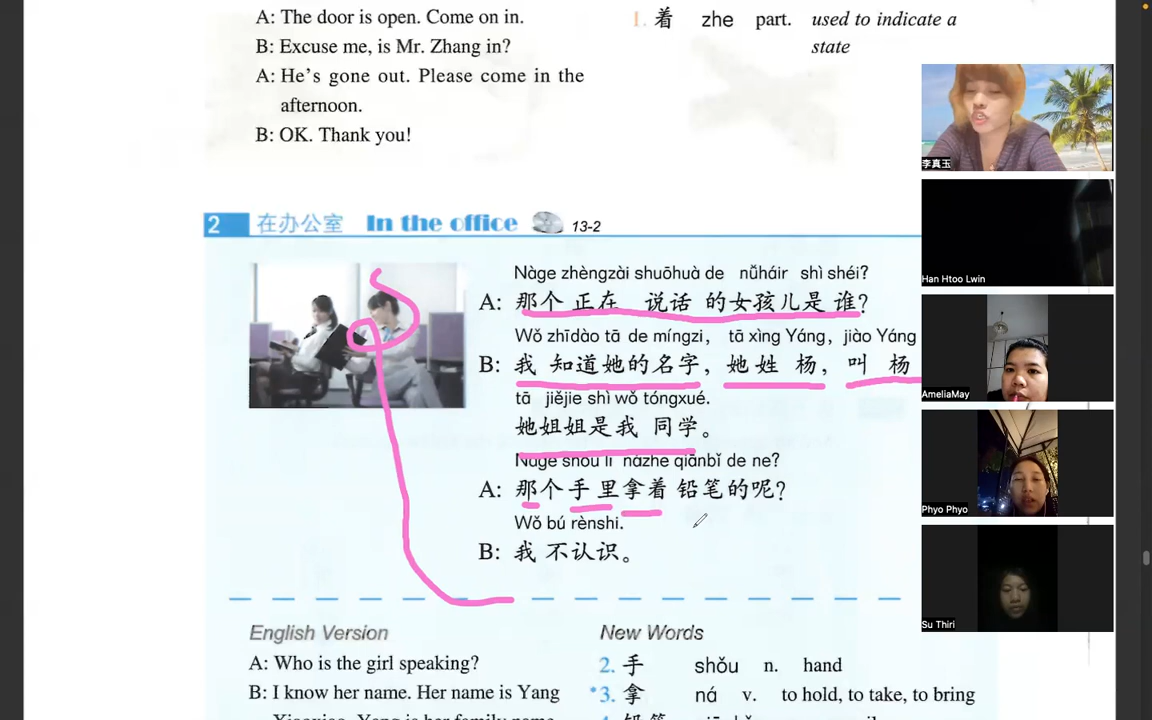 A: The door is open. Come on in.
B: Excuse me, is Mr. Zhang in?
A: He's gone out. Please come in the
afternoon.
B: OK. Thank you!
1. 着 zhe part. used to indicate a
state
李真玉
Han Htoo Lwin
AmeliaMay
Phyo Phyo
Su Thiri
2 在办公室 In the office 13-2
Nàge zhèngzài shuōhuà de nǚháir shì shéi?
A: 那个 正在 说话 的女孩儿是 谁?
Wǒ zhīdào tā de míngzi, tā xìng Yáng, jiào Yáng
B: 我 知道她的名字, 她 姓 杨, 叫 杨
tā jiějie shì wǒ tóngxué.
她姐姐是我 同学。
Nàge shǒu li názhe qiānbǐ de ne?
A: 那个 手 里 拿着 铅笔的呢?
Wǒ bú rènshi.
B: 我 不认识。
English Version
A: Who is the girl speaking?
B: I know her name. Her name is Yang
New Words
2. 手 shǒu n. hand
*3. 拿 ná v. to hold, to take, to bring